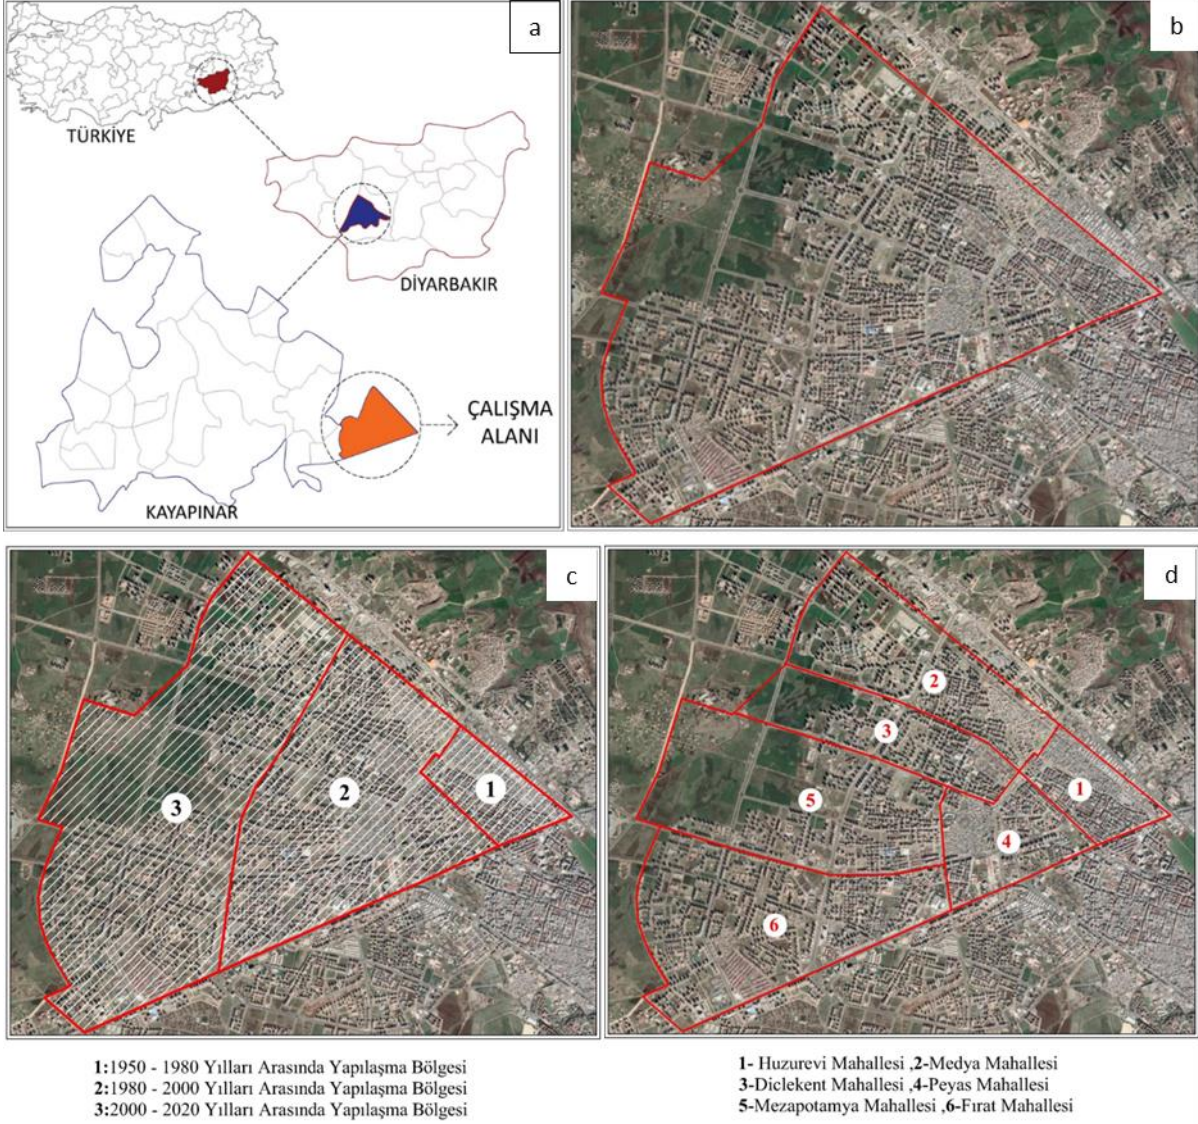 a
TÜRKİYE
DİYARBAKIR
ÇALIŞMA
ALANI
KAYAPINAR
b
c
1
2
3
d
2
3
1
5
4
6
1:1950 - 1980 Yılları Arasında Yapılaşma Bölgesi
2:1980 - 2000 Yılları Arasında Yapılaşma Bölgesi
3:2000 - 2020 Yılları Arasında Yapılaşma Bölgesi
1- Huzurevi Mahallesi ,2-Medya Mahallesi
3-Diclekent Mahallesi ,4-Peyas Mahallesi
5-Mezapotamya Mahallesi ,6-Fırat Mahallesi